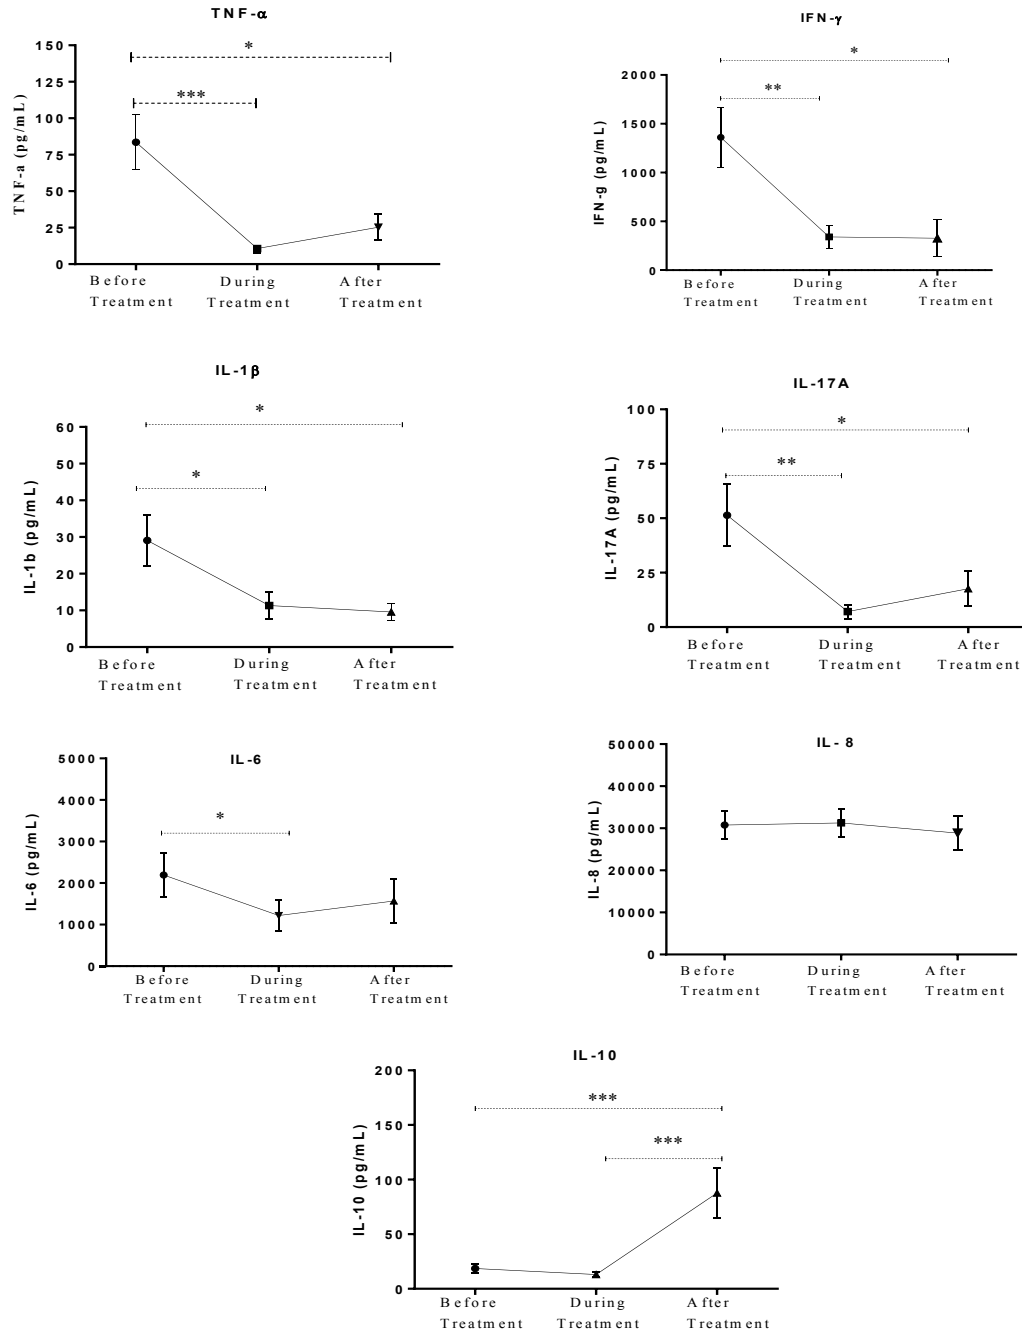 TNF-α
*
***
TNF-a (pg/mL)
150
125
100
75
50
25
0
Before Treatment
During Treatment
After Treatment
IFN-γ
*
**
IFN-g (pg/mL)
2000
1500
1000
500
0
Before Treatment
During Treatment
After Treatment
IL-1β
*
*
IL-1b (pg/mL)
60
50
40
30
20
10
0
Before Treatment
During Treatment
After Treatment
IL-17A
*
**
IL-17A (pg/mL)
100
75
50
25
0
Before Treatment
During Treatment
After Treatment
IL-6
*
IL-6 (pg/mL)
5000
4000
3000
2000
1000
0
Before Treatment
During Treatment
After Treatment
IL- 8
IL-8 (pg/mL)
50000
40000
30000
20000
10000
0
Before Treatment
During Treatment
After Treatment
IL-10
***
***
IL-10 (pg/mL)
200
150
100
50
0
Before Treatment
During Treatment
After Treatment